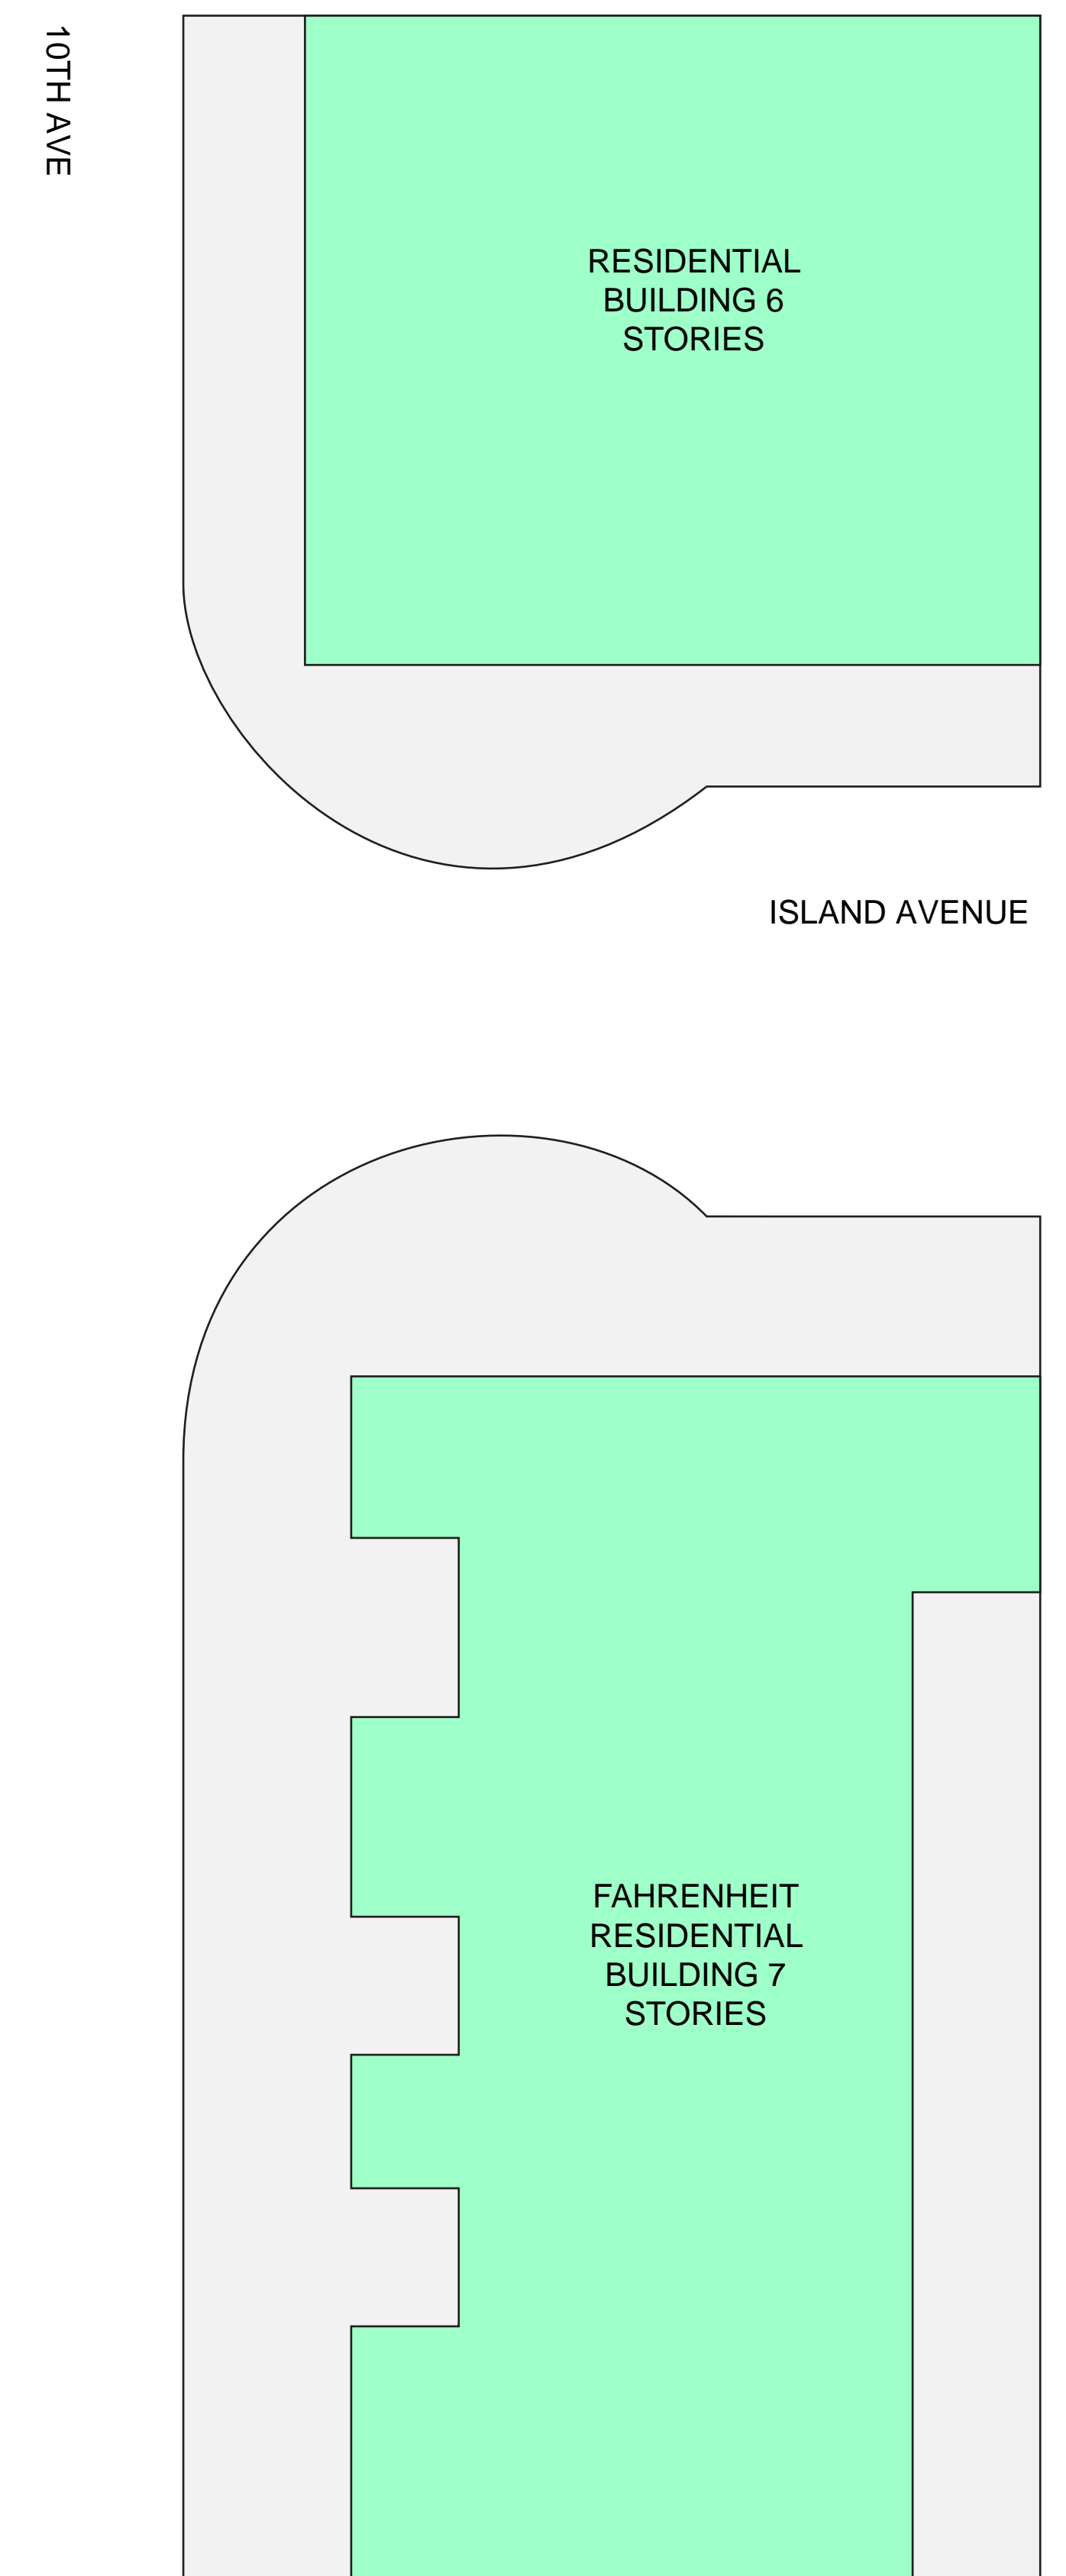 10TH AVE
RESIDENTIAL
BUILDING 6
STORIES
ISLAND AVENUE
FAHRENHEIT
RESIDENTIAL
BUILDING 7
STORIES